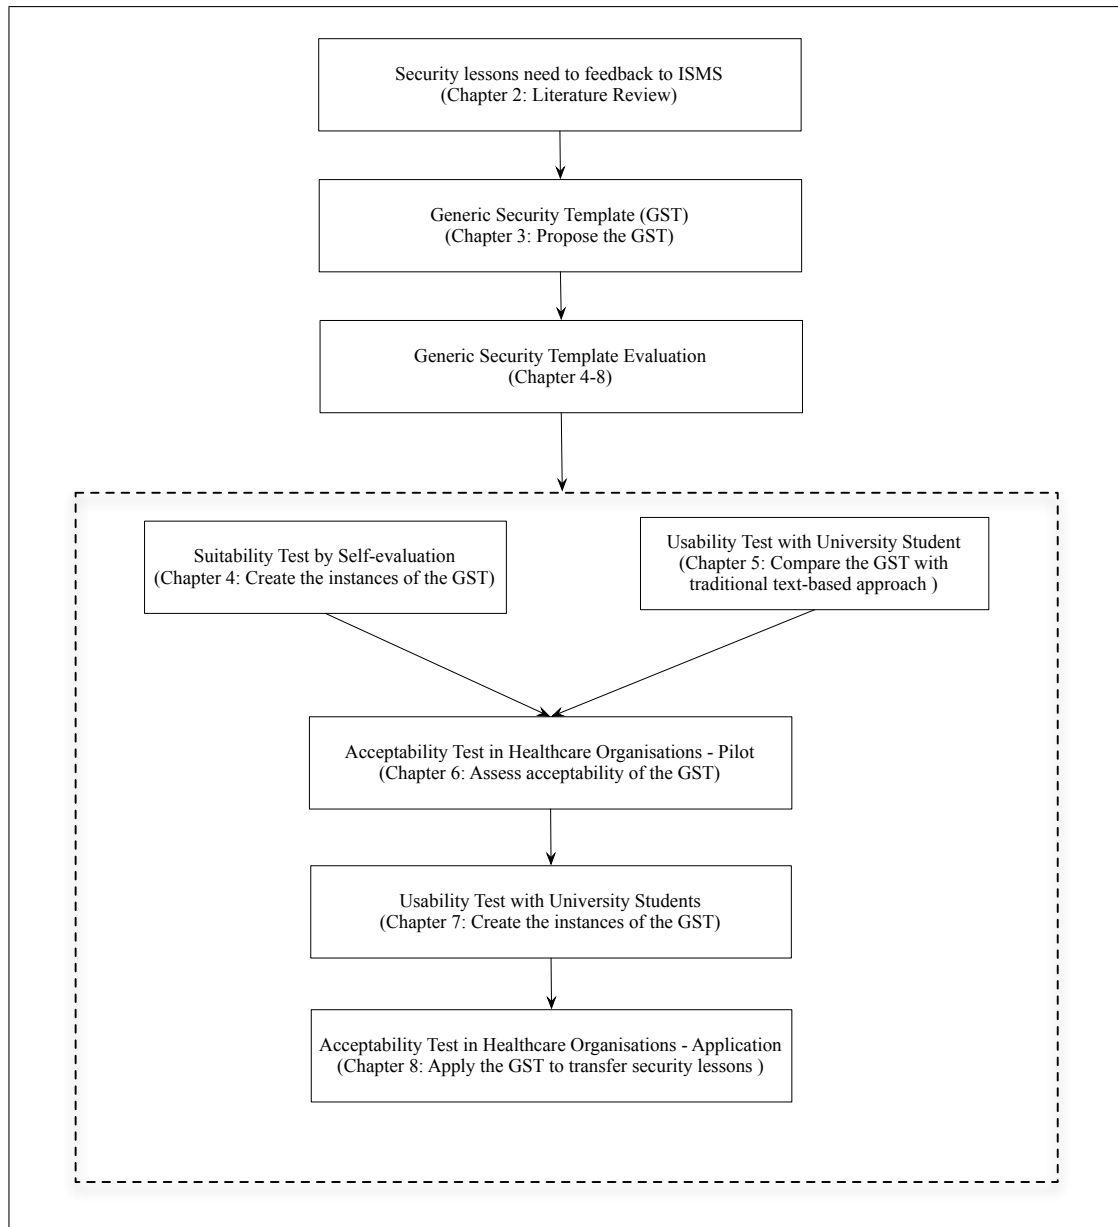 Security lessons need to feedback to ISMS
(Chapter 2: Literature Review)
Generic Security Template (GST)
(Chapter 3: Propose the GST)
Generic Security Template Evaluation
(Chapter 4-8)
Suitability Test by Self-evaluation
(Chapter 4: Create the instances of the GST)
Usability Test with University Student
(Chapter 5: Compare the GST with
traditional text-based approach )
Acceptability Test in Healthcare Organisations - Pilot
(Chapter 6: Assess acceptability of the GST)
Usability Test with University Students
(Chapter 7: Create the instances of the GST)
Acceptability Test in Healthcare Organisations - Application
(Chapter 8: Apply the GST to transfer security lessons )